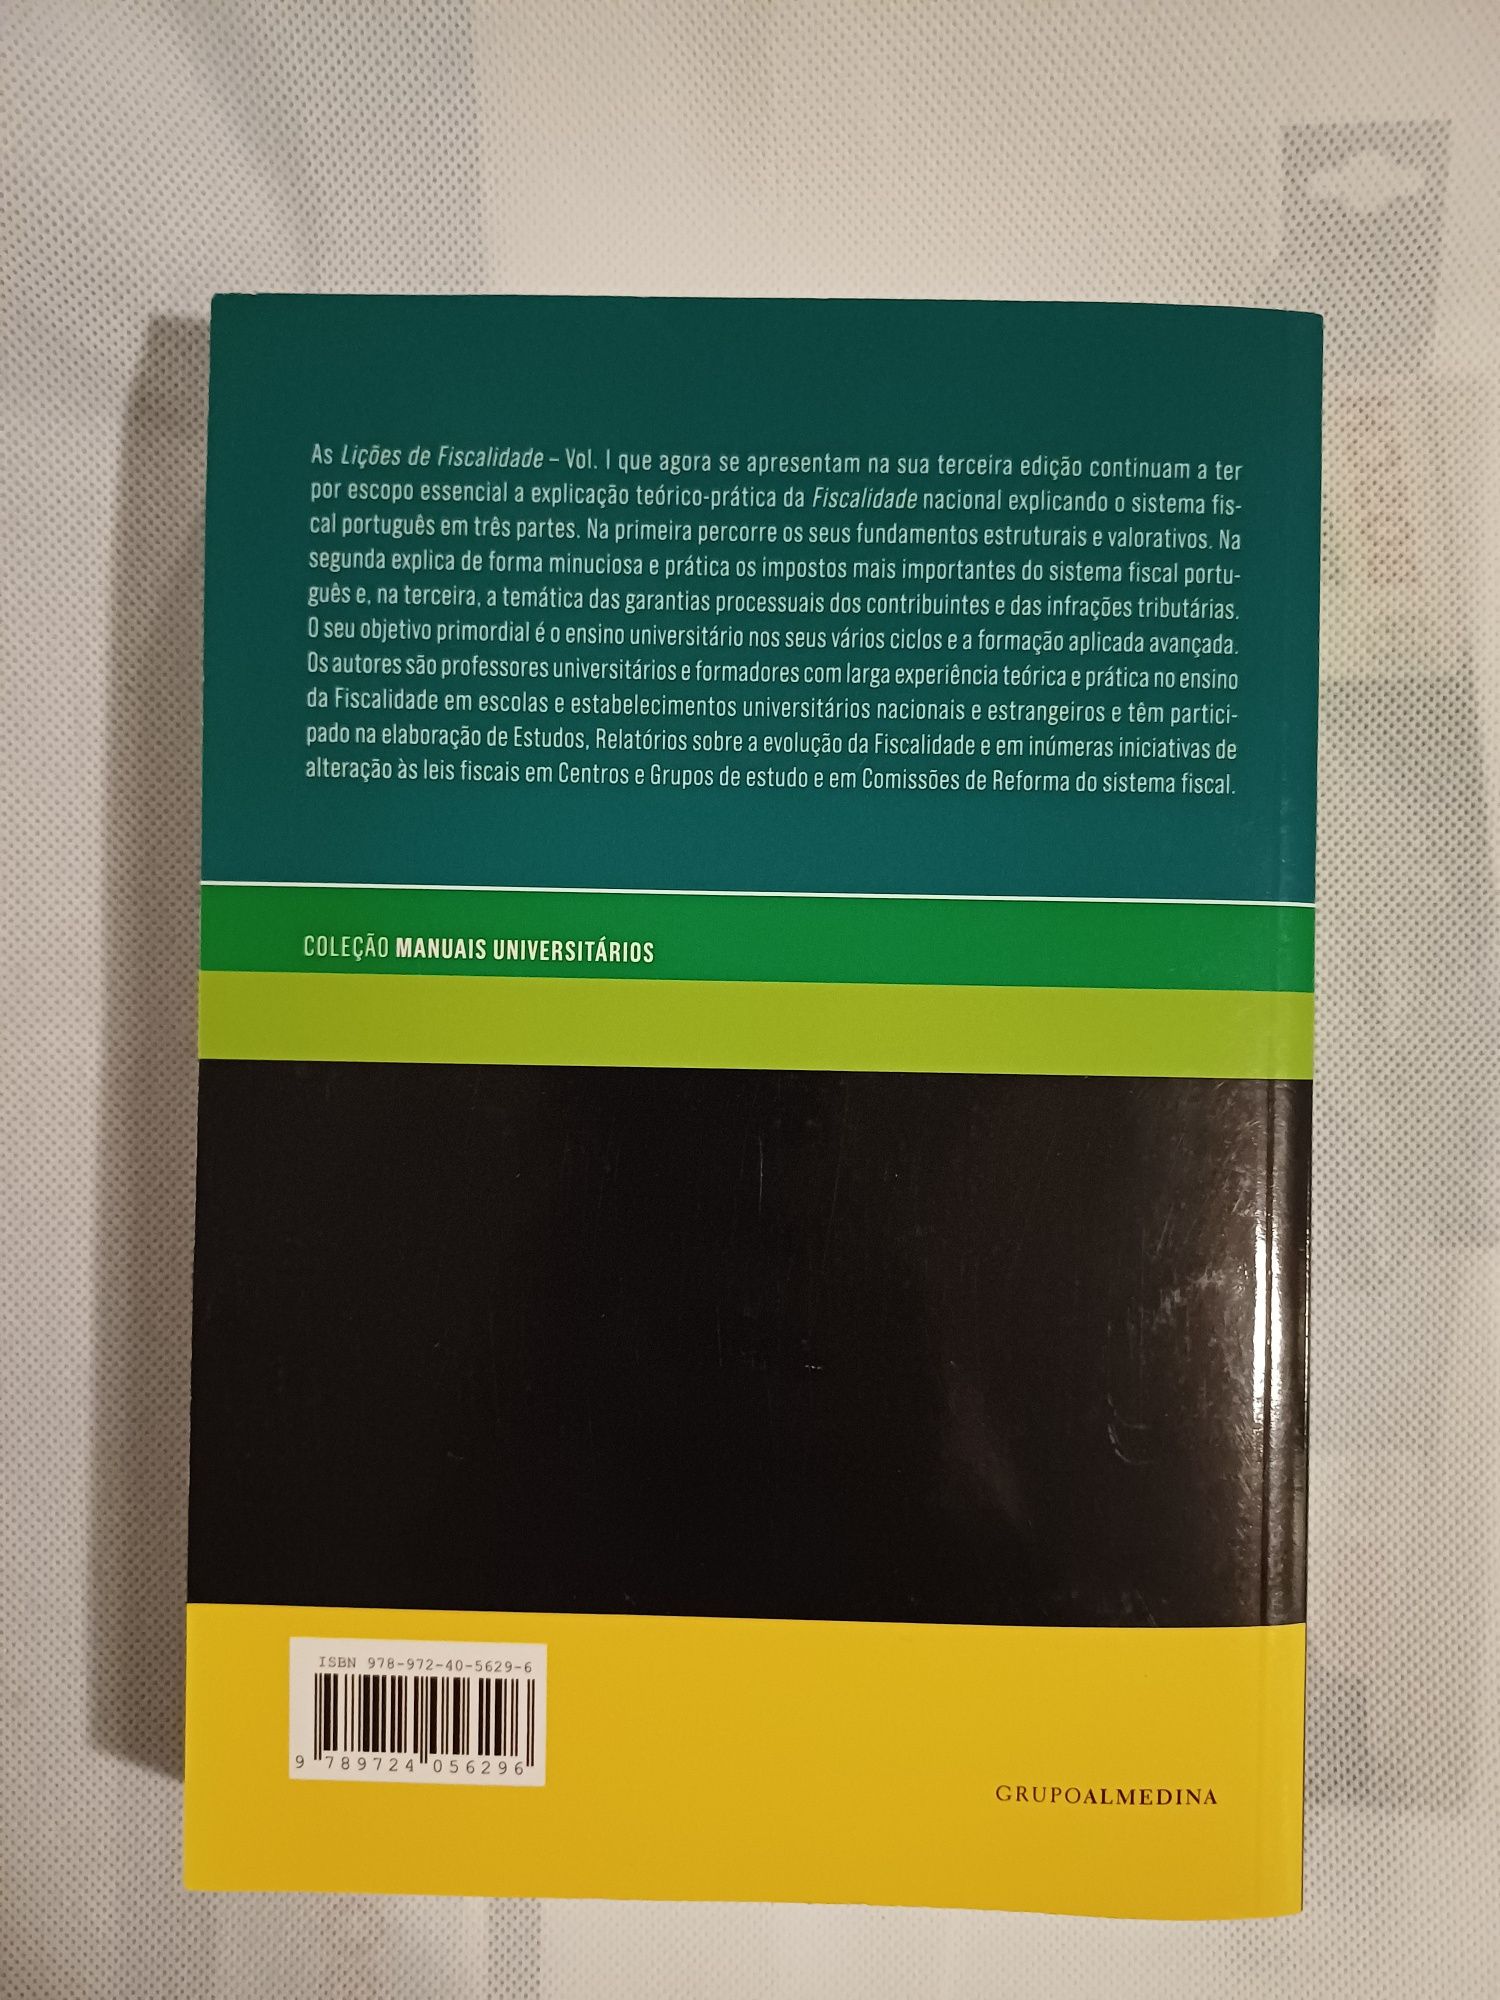 As Lições de Fiscalidade – Vol. I que agora se apresentam na sua terceira edição continuam a ter
por escopo essencial a explicação teórico-prática da Fiscalidade nacional explicando o sistema fis-
cal português em três partes. Na primeira percorre os seus fundamentos estruturais e valorativos. Na
segunda explica de forma minuciosa e prática os impostos mais importantes do sistema fiscal portu-
guês e, na terceira, a temática das garantias processuais dos contribuintes e das infrações tributárias.
O seu objetivo primordial é o ensino universitário nos seus vários ciclos e a formação aplicada avançada.
Os autores são professores universitários e formadores com larga experiência teórica e prática no ensino
da Fiscalidade em escolas e estabelecimentos universitários nacionais e estrangeiros e têm partici-
pado na elaboração de Estudos, Relatórios sobre a evolução da Fiscalidade e em inúmeras iniciativas de
alteração às leis fiscais em Centros e Grupos de estudo e em Comissões de Reforma do sistema fiscal.
COLEÇÃO MANUAIS UNIVERSITÁRIOS
ISBN 978-972-40-5629-6
9 789724 056296
GRUPOALMEDINA